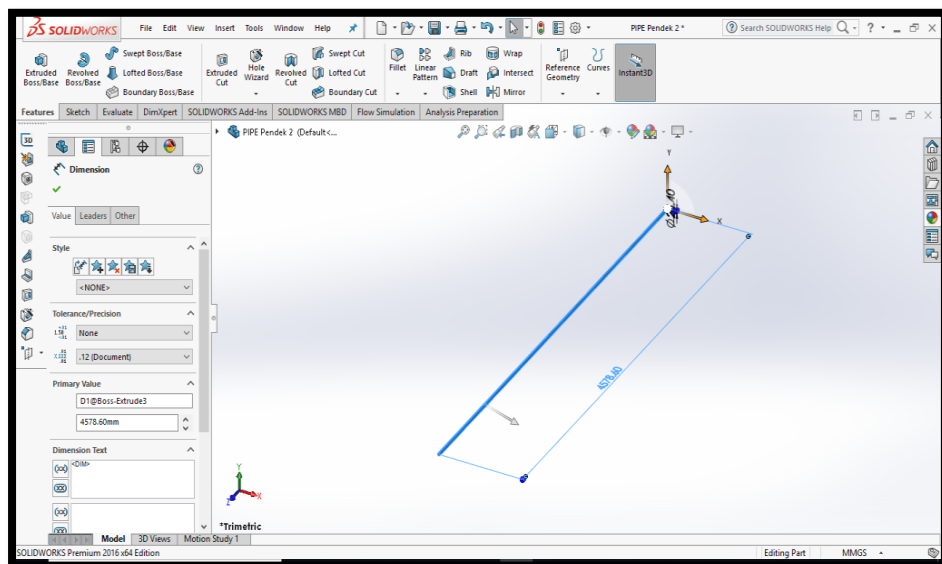 SOLIDWORKS File Edit View Insert Tools Window Help PIPE Pendek 2 * Search SOLIDWORKS Help
Extruded Boss/Base
Revolved Boss/Base
Swept Boss/Base
Lofted Boss/Base
Boundary Boss/Base
Extruded Cut
Hole Wizard
Revolved Cut
Swept Cut
Lofted Cut
Boundary Cut
Fillet
Linear Pattern
Rib
Draft
Shell
Wrap
Intersect
Mirror
Reference Geometry
Curves
Instant3D
Features Sketch Evaluate DimXpert SOLIDWORKS Add-Ins SOLIDWORKS MBD Flow Simulation Analysis Preparation
PIPE Pendek 2 (Default<...
Dimension
Value Leaders Other
Style
<NONE>
Tolerance/Precision
None
.12 (Document)
Primary Value
D1@Boss-Extrude3
4578.60mm
Dimension Text
<DIM>
Y
X
4578.60
Y
X
Z
*Trimetric
Model 3D Views Motion Study 1
SOLIDWORKS Premium 2016 x64 Edition Editing Part MMGS